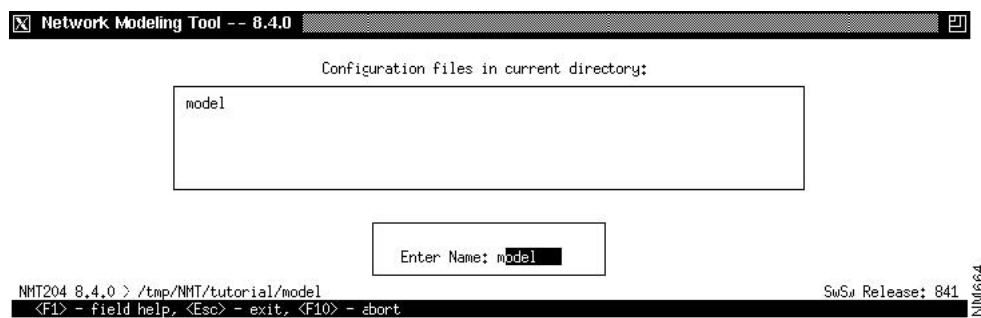 Network Modeling Tool -- 8.4.0
Configuration files in current directory:
model
Enter Name: model
NMT204 8.4.0 > /tmp/NMT/tutorial/model
SwSw Release: 841
<F1> - field help, <Esc> - exit, <F10> - abort
NM664